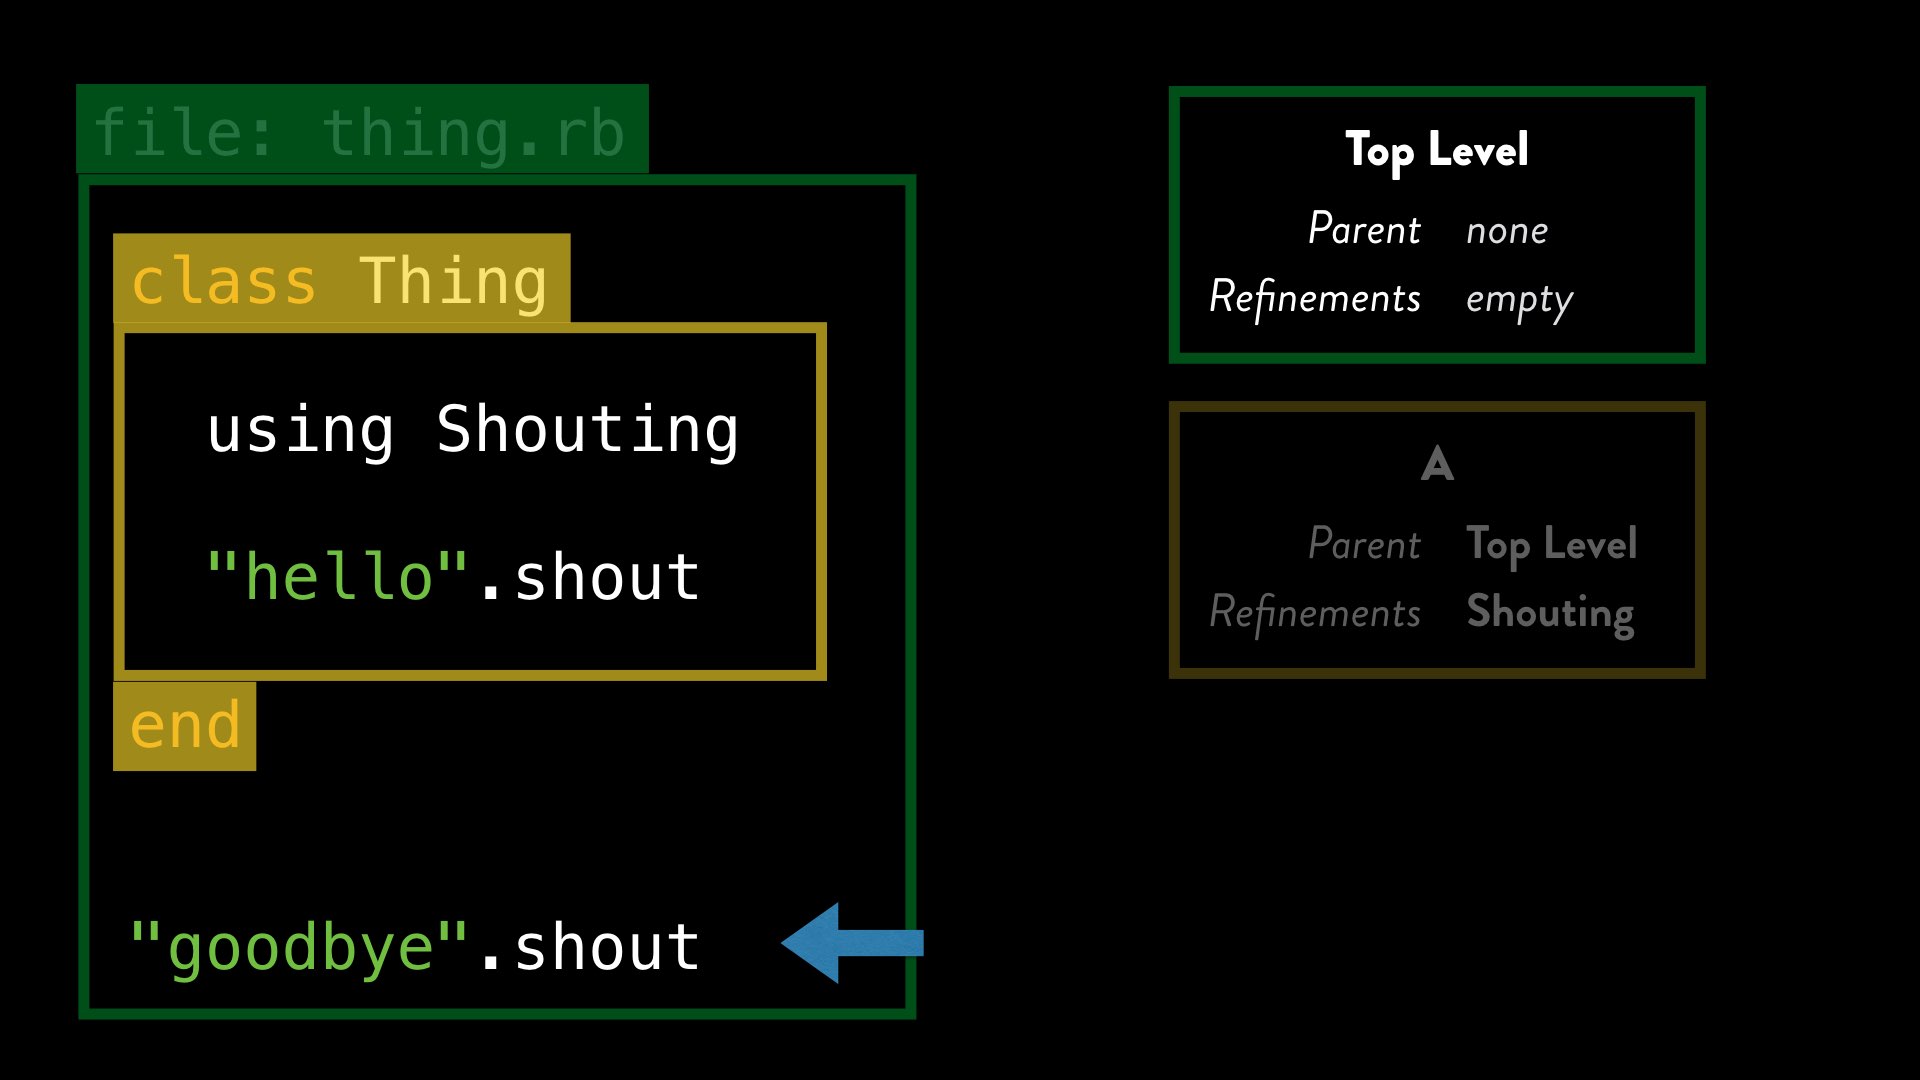 file: thing.rb
class Thing
using Shouting
"hello".shout
end
"goodbye".shout
Top Level
Parent none
Refinements empty
A
Parent Top Level
Refinements Shouting